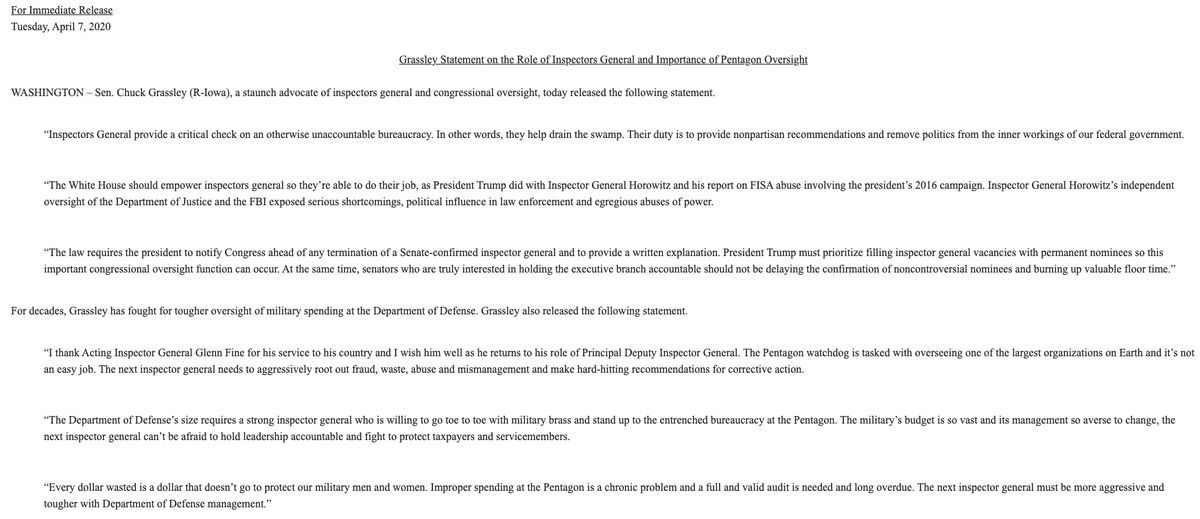 For Immediate Release
Tuesday, April 7, 2020
Grassley Statement on the Role of Inspectors General and Importance of Pentagon Oversight
WASHINGTON – Sen. Chuck Grassley (R-Iowa), a staunch advocate of inspectors general and congressional oversight, today released the following statement.
“Inspectors General provide a critical check on an otherwise unaccountable bureaucracy. In other words, they help drain the swamp. Their duty is to provide nonpartisan recommendations and remove politics from the inner workings of our federal government.
“The White House should empower inspectors general so they’re able to do their job, as President Trump did with Inspector General Horowitz and his report on FISA abuse involving the president’s 2016 campaign. Inspector General Horowitz’s independent
oversight of the Department of Justice and the FBI exposed serious shortcomings, political influence in law enforcement and egregious abuses of power.
“The law requires the president to notify Congress ahead of any termination of a Senate-confirmed inspector general and to provide a written explanation. President Trump must prioritize filling inspector general vacancies with permanent nominees so this
important congressional oversight function can occur. At the same time, senators who are truly interested in holding the executive branch accountable should not be delaying the confirmation of noncontroversial nominees and burning up valuable floor time.”
For decades, Grassley has fought for tougher oversight of military spending at the Department of Defense. Grassley also released the following statement.
“I thank Acting Inspector General Glenn Fine for his service to his country and I wish him well as he returns to his role of Principal Deputy Inspector General. The Pentagon watchdog is tasked with overseeing one of the largest organizations on Earth and it’s not
an easy job. The next inspector general needs to aggressively root out fraud, waste, abuse and mismanagement and make hard-hitting recommendations for corrective action.
“The Department of Defense’s size requires a strong inspector general who is willing to go toe to toe with military brass and stand up to the entrenched bureaucracy at the Pentagon. The military’s budget is so vast and its management so averse to change, the
next inspector general can’t be afraid to hold leadership accountable and fight to protect taxpayers and servicemembers.
“Every dollar wasted is a dollar that doesn’t go to protect our military men and women. Improper spending at the Pentagon is a chronic problem and a full and valid audit is needed and long overdue. The next inspector general must be more aggressive and
tougher with Department of Defense management.”